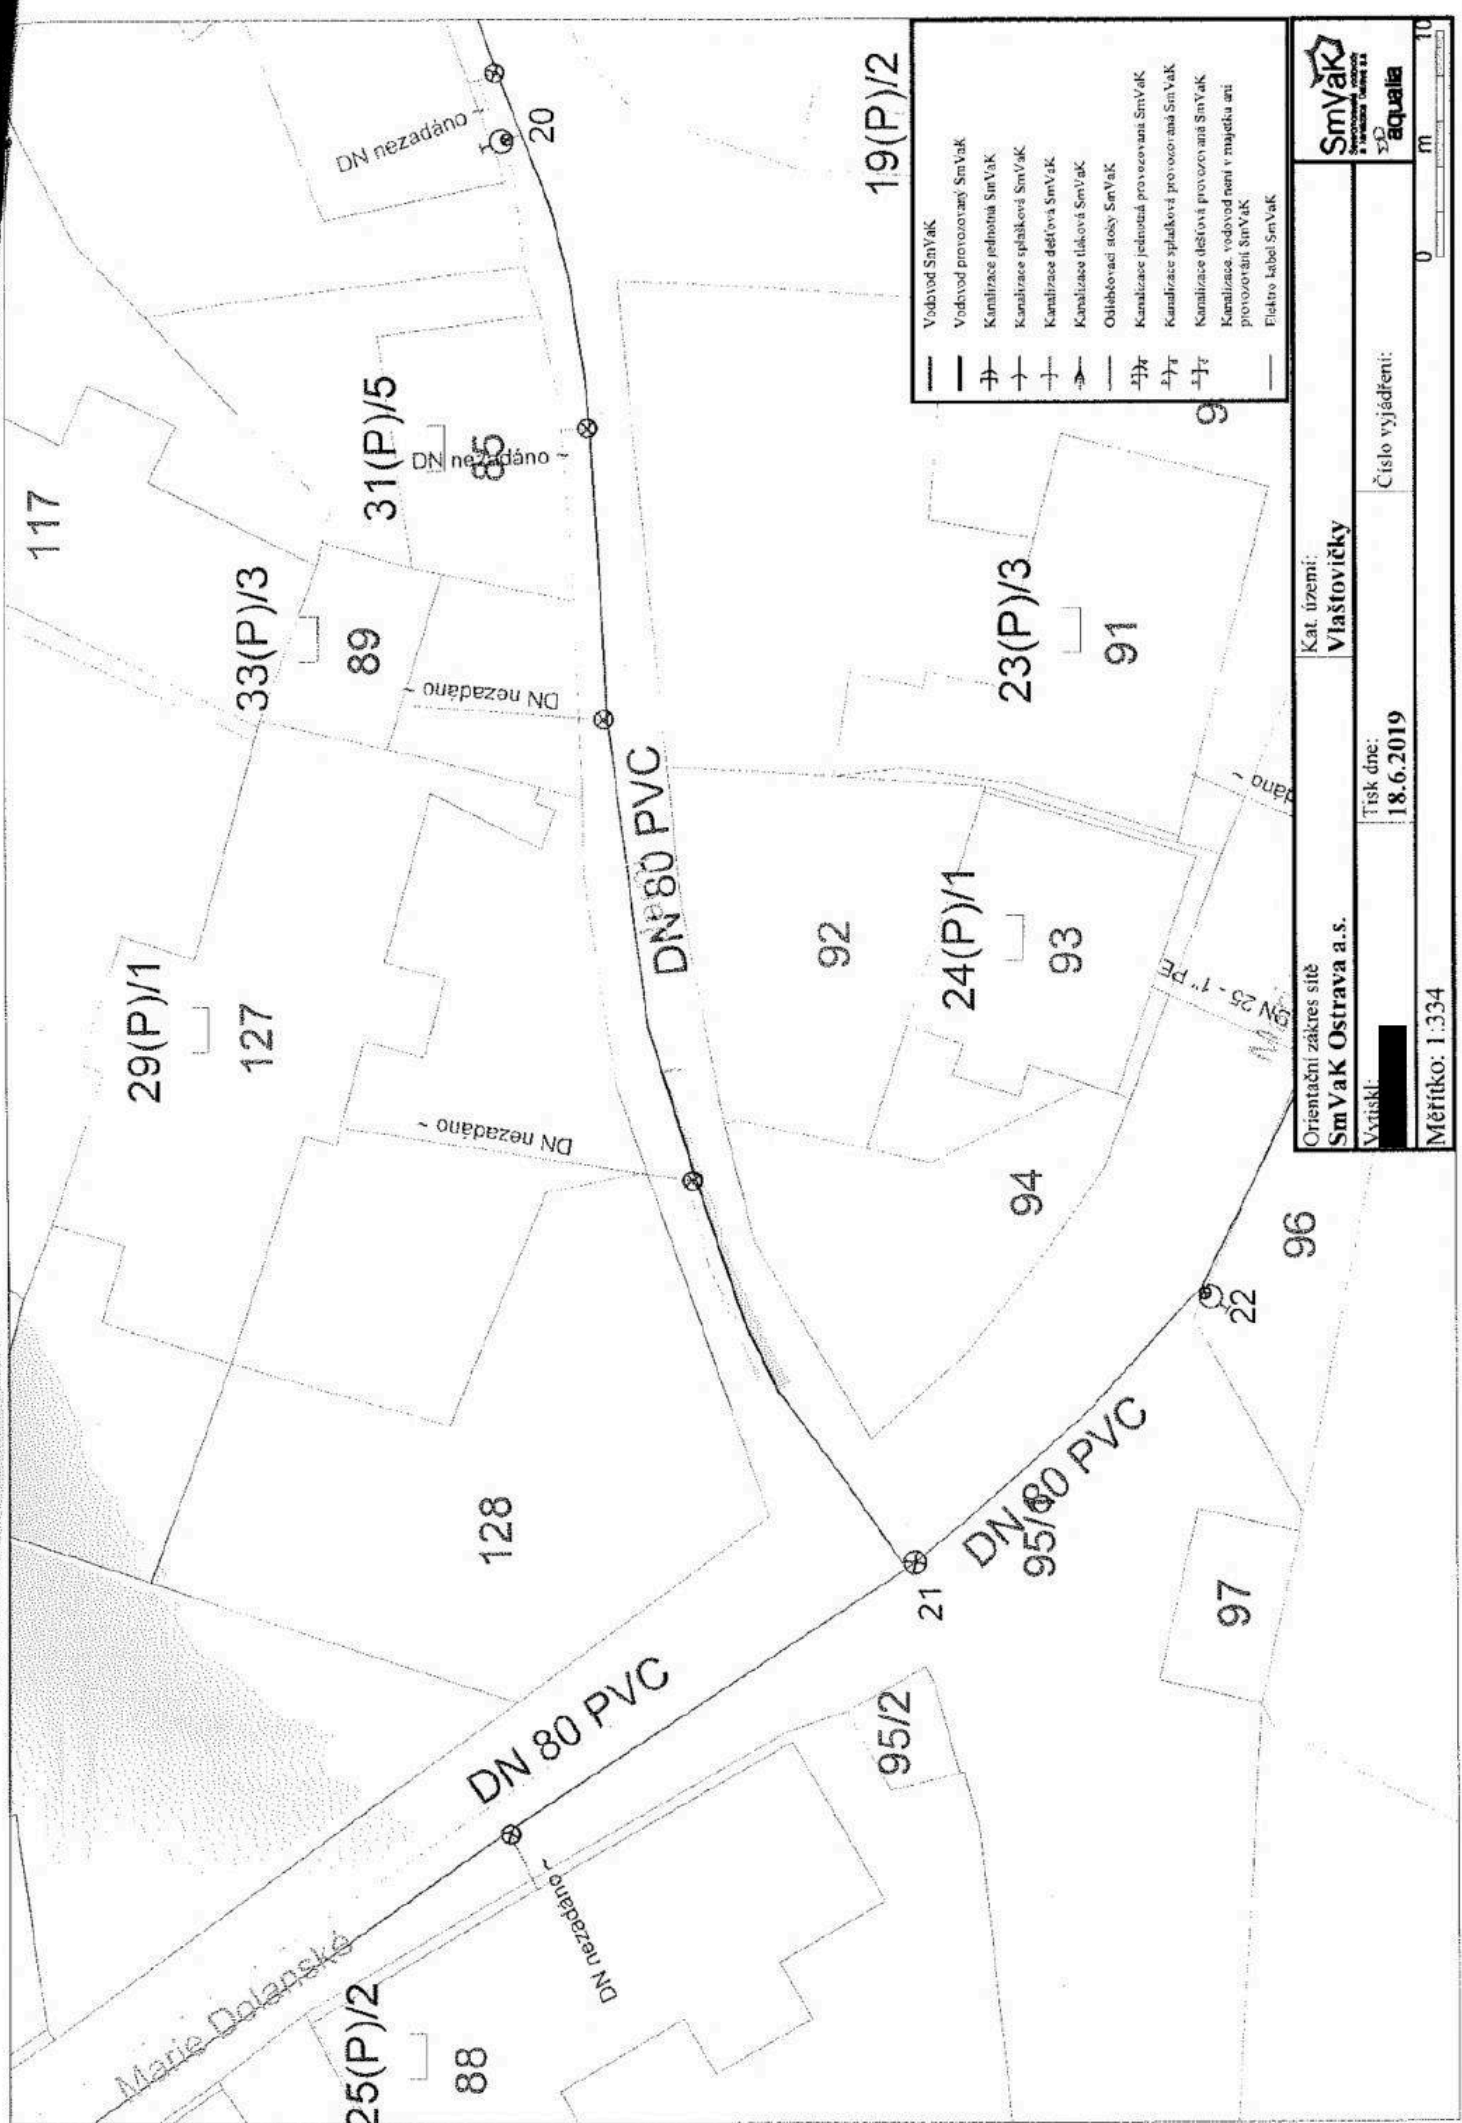 Marie Dolanské
25(P)/2
88
DN nezadáno ~
DN 80 PVC
128
29(P)/1
127
DN nezadáno ~
117
33(P)/3
89
DN nezadáno ~
31(P)/5
85
DN nezadáno ~
DN nezadáno ~
20
19(P)/2
DN 80 PVC
92
24(P)/1
93
DN 25 - 1" PE
23(P)/3
91
94
96
22
DN 80 PVC
21
95/2
97
Vodovod SmVaK
Vodovod provozovaný SmVaK
Kanalizace jednotná SmVaK
Kanalizace splašková SmVaK
Kanalizace dešťová SmVaK
Kanalizace tlaková SmVaK
Odlehčovací stoky SmVaK
Kanalizace jednotná provozovaná SmVaK
Kanalizace splašková provozovaná SmVaK
Kanalizace dešťová provozovaná SmVaK
Kanalizace, vodovod není v majetku ani
provozování SmVaK
Elektro kabel SmVaK
Orientační zákres sítě
SmVaK Ostrava a.s.
Kat. území:
Vlaštovičky
SmVaK
aqualia
Vytiskl:
Tisk dne:
18.6.2019
Číslo vyjádření:
Měřítko: 1:334
0 m 10